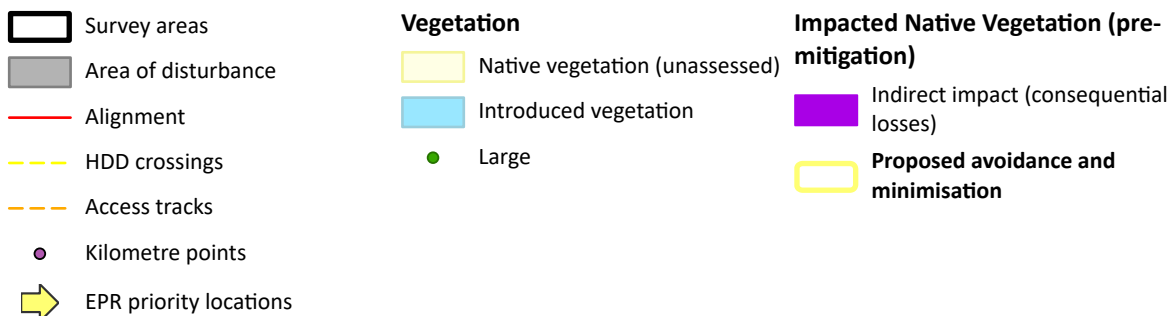 Survey areas
Area of disturbance
Alignment
HDD crossings
Access tracks
Kilometre points
EPR priority locations
Vegetation
Native vegetation (unassessed)
Introduced vegetation
Large
Impacted Native Vegetation (pre-
mitigation)
Indirect impact (consequential
losses)
Proposed avoidance and
minimisation